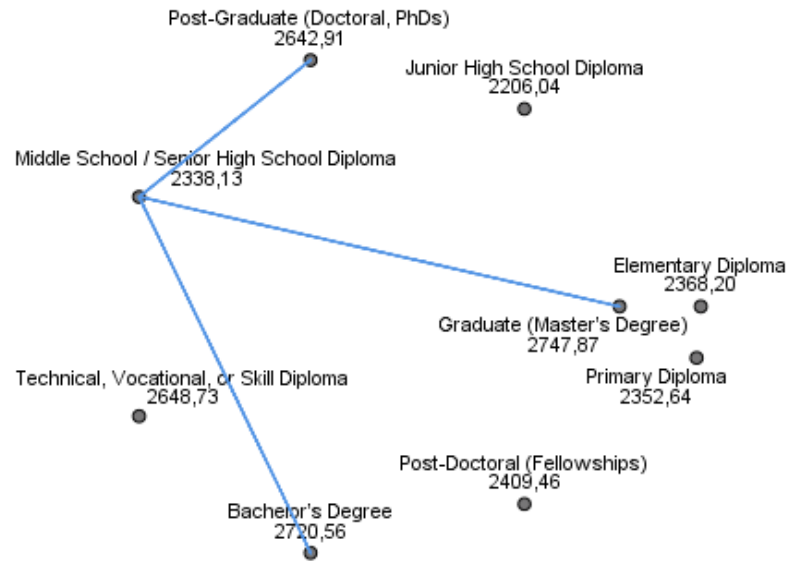 Post-Graduate (Doctoral, PhDs)
2642,91
Junior High School Diploma
2206,04
Middle School / Senior High School Diploma
2338,13
Elementary Diploma
2368,20
Graduate (Master's Degree)
2747,87
Primary Diploma
2352,64
Technical, Vocational, or Skill Diploma
2648,73
Post-Doctoral (Fellowships)
2409,46
Bachelor's Degree
2720,56